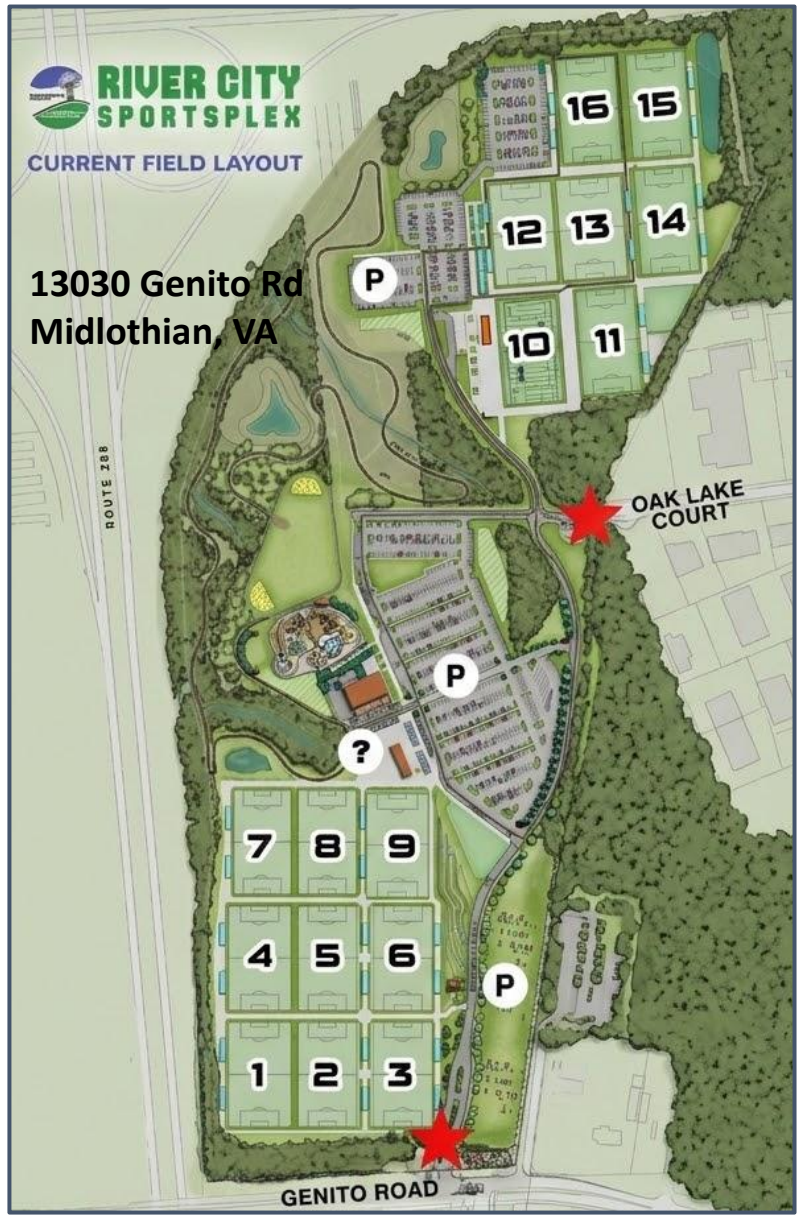 RIVER CITY
SPORTSPLEX
CURRENT FIELD LAYOUT
13030 Genito Rd
Midlothian, VA
16
15
12
13
14
P
10
11
ROUTE 288
OAK LAKE
COURT
P
?
7
8
9
4
5
6
P
1
2
3
GENITO ROAD